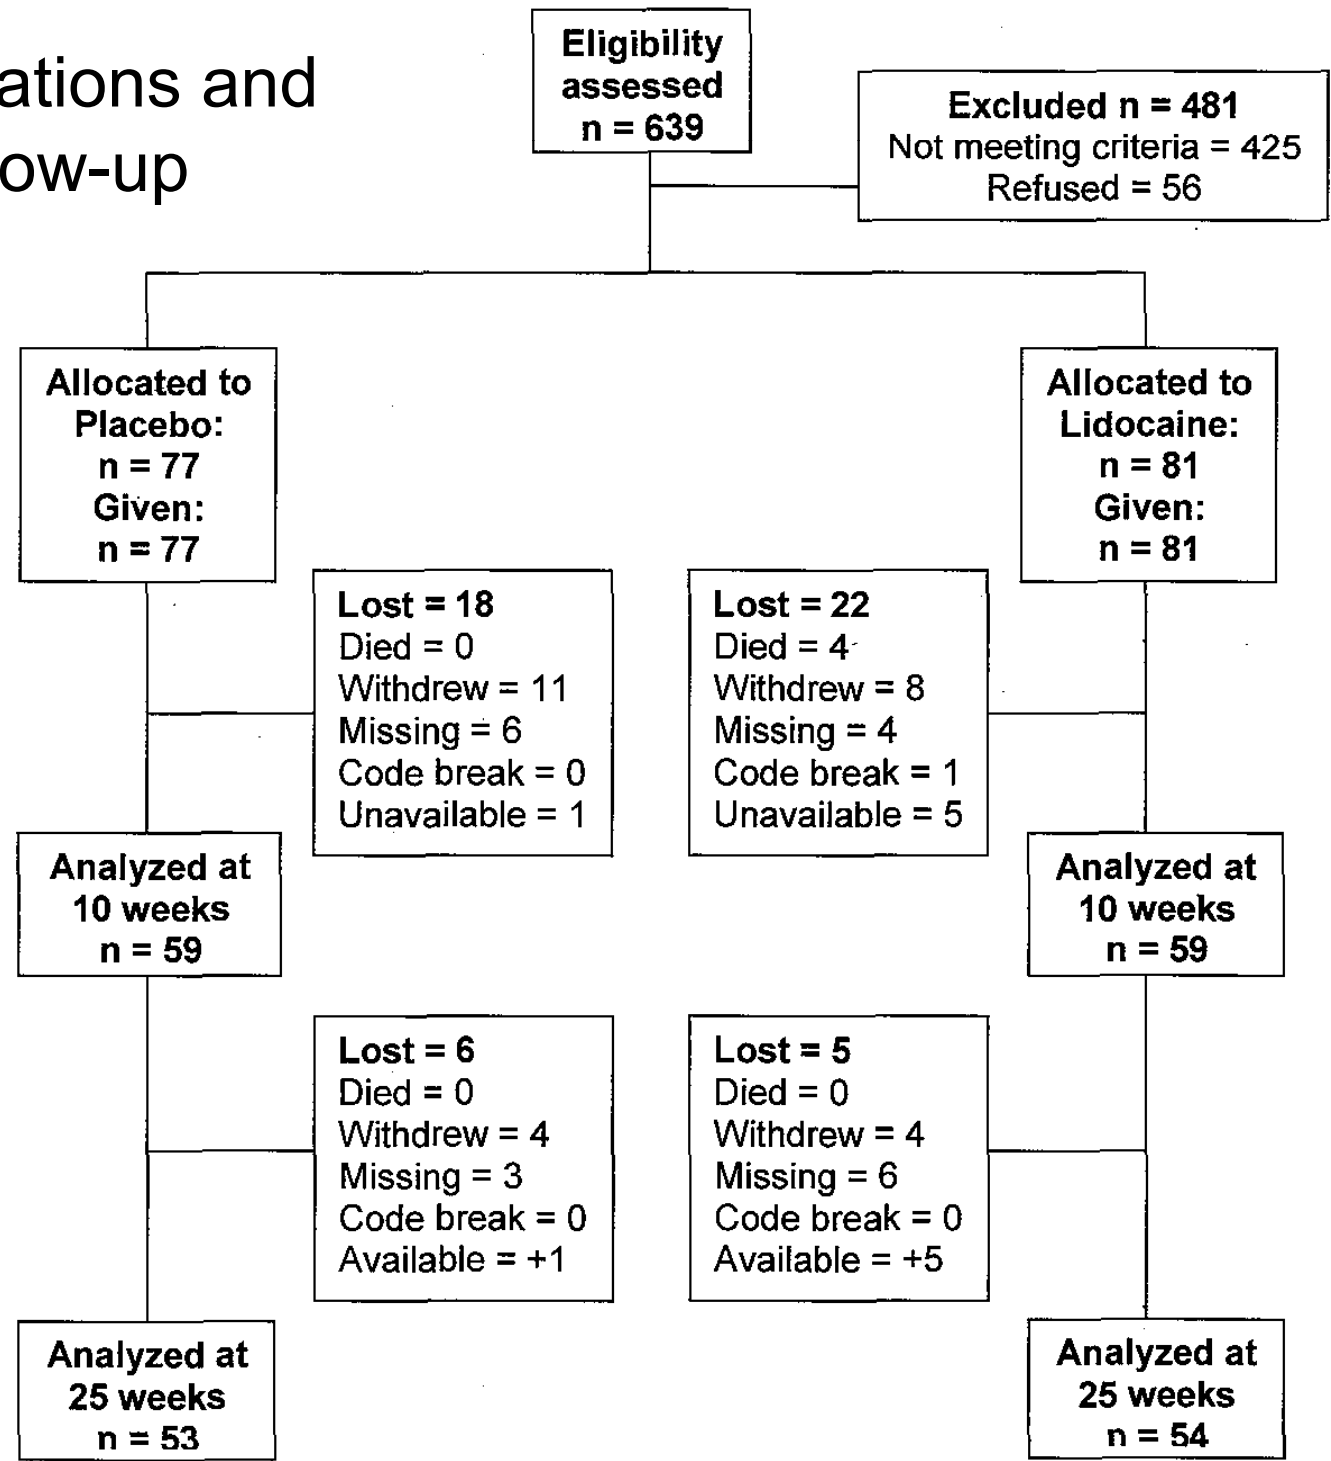 ations and
ow-up
Eligibility
assessed
n = 639
Excluded n = 481
Not meeting criteria = 425
Refused = 56
Allocated to
Placebo:
n = 77
Given:
n = 77
Allocated to
Lidocaine:
n = 81
Given:
n = 81
Lost = 18
Died = 0
Withdrew = 11
Missing = 6
Code break = 0
Unavailable = 1
Lost = 22
Died = 4
Withdrew = 8
Missing = 4
Code break = 1
Unavailable = 5
Analyzed at
10 weeks
n = 59
Analyzed at
10 weeks
n = 59
Lost = 6
Died = 0
Withdrew = 4
Missing = 3
Code break = 0
Available = +1
Lost = 5
Died = 0
Withdrew = 4
Missing = 6
Code break = 0
Available = +5
Analyzed at
25 weeks
n = 53
Analyzed at
25 weeks
n = 54